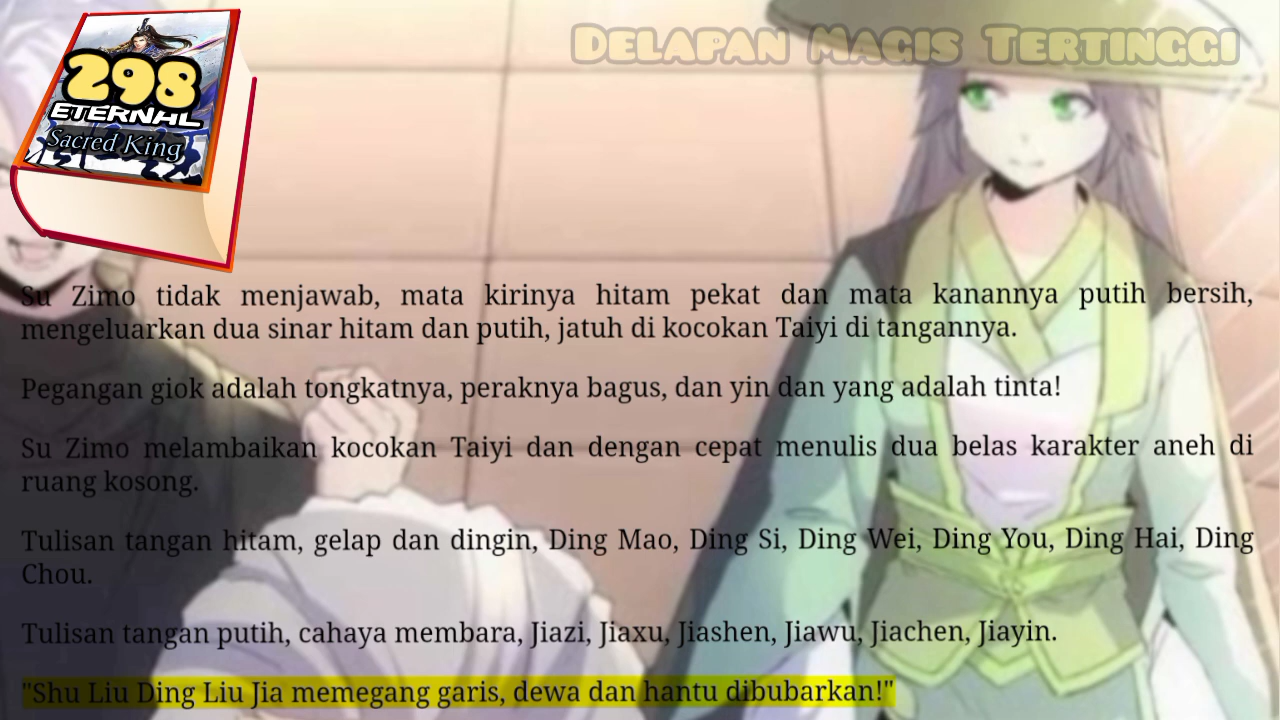 DELAPAN MAGIS TERTINGGI
298
ETERNAL
Sacred King
Su Zimo tidak menjawab, mata kirinya hitam pekat dan mata kanannya putih bersih,
mengeluarkan dua sinar hitam dan putih, jatuh di kocokan Taiyi di tangannya.
Pegangan giok adalah tongkatnya, peraknya bagus, dan yin dan yang adalah tinta!
Su Zimo melambaikan kocokan Taiyi dan dengan cepat menulis dua belas karakter aneh di
ruang kosong.
Tulisan tangan hitam, gelap dan dingin, Ding Mao, Ding Si, Ding Wei, Ding You, Ding Hai, Ding
Chou.
Tulisan tangan putih, cahaya membara, Jiazi, Jiaxu, Jiashen, Jiawu, Jiachen, Jiayin.
"Shu Liu Ding Liu Jia memegang garis, dewa dan hantu dibubarkan!"